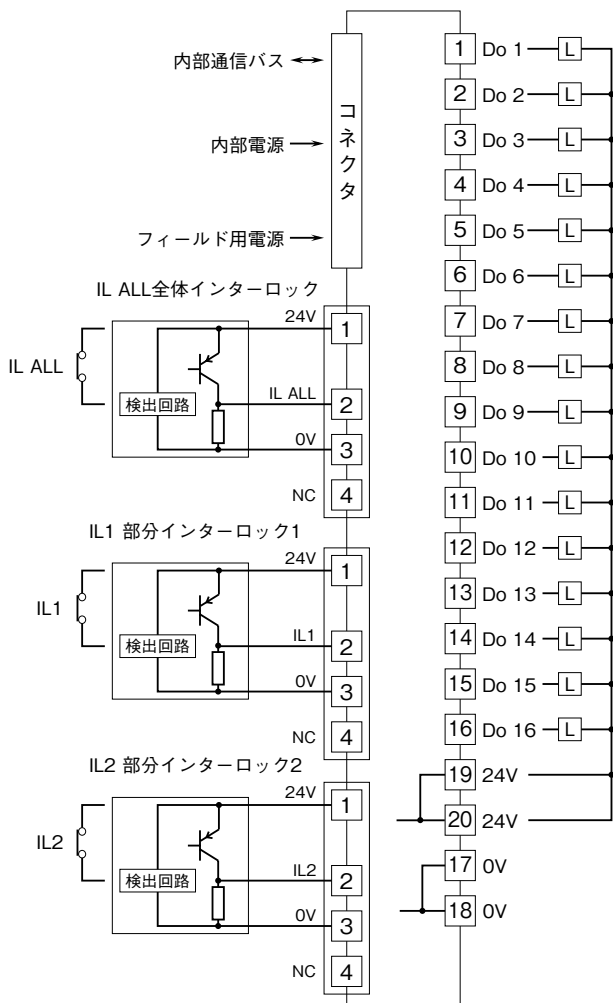 内部通信バス
内部電源
フィールド用電源
コネクタ
IL ALL全体インターロック
24V
1
IL ALL
検出回路
IL ALL
2
0V
3
NC
4
IL1 部分インターロック1
24V
1
IL1
検出回路
IL1
2
0V
3
NC
4
IL2 部分インターロック2
24V
1
IL2
検出回路
IL2
2
0V
3
NC
4
1 Do 1 L
2 Do 2 L
3 Do 3 L
4 Do 4 L
5 Do 5 L
6 Do 6 L
7 Do 7 L
8 Do 8 L
9 Do 9 L
10 Do 10 L
11 Do 11 L
12 Do 12 L
13 Do 13 L
14 Do 14 L
15 Do 15 L
16 Do 16 L
19 24V
20 24V
17 0V
18 0V